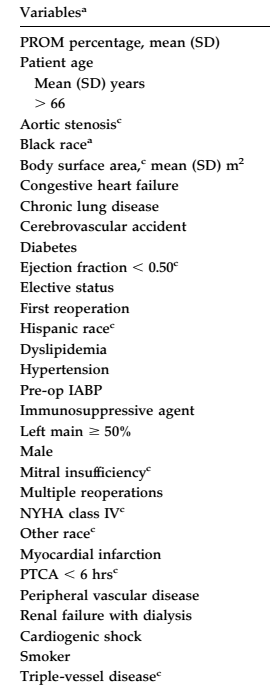 Variablesᵃ
PROM percentage, mean (SD)
Patient age
Mean (SD) years
> 66
Aortic stenosisᶜ
Black raceᵃ
Body surface area,ᶜ mean (SD) m²
Congestive heart failure
Chronic lung disease
Cerebrovascular accident
Diabetes
Ejection fraction < 0.50ᶜ
Elective status
First reoperation
Hispanic raceᶜ
Dyslipidemia
Hypertension
Pre-op IABP
Immunosuppressive agent
Left main ≥ 50%
Male
Mitral insufficiencyᶜ
Multiple reoperations
NYHA class IVᶜ
Other raceᶜ
Myocardial infarction
PTCA < 6 hrsᶜ
Peripheral vascular disease
Renal failure with dialysis
Cardiogenic shock
Smoker
Triple-vessel diseaseᶜ